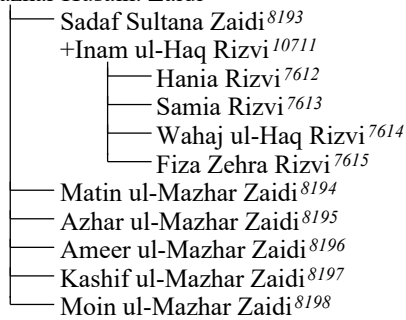 Sadaf Sultana Zaidi 8193
+Inam ul-Haq Rizvi 10711
Hania Rizvi 7612
Samia Rizvi 7613
Wahaj ul-Haq Rizvi 7614
Fiza Zehra Rizvi 7615
Matin ul-Mazhar Zaidi 8194
Azhar ul-Mazhar Zaidi 8195
Ameer ul-Mazhar Zaidi 8196
Kashif ul-Mazhar Zaidi 8197
Moin ul-Mazhar Zaidi 8198